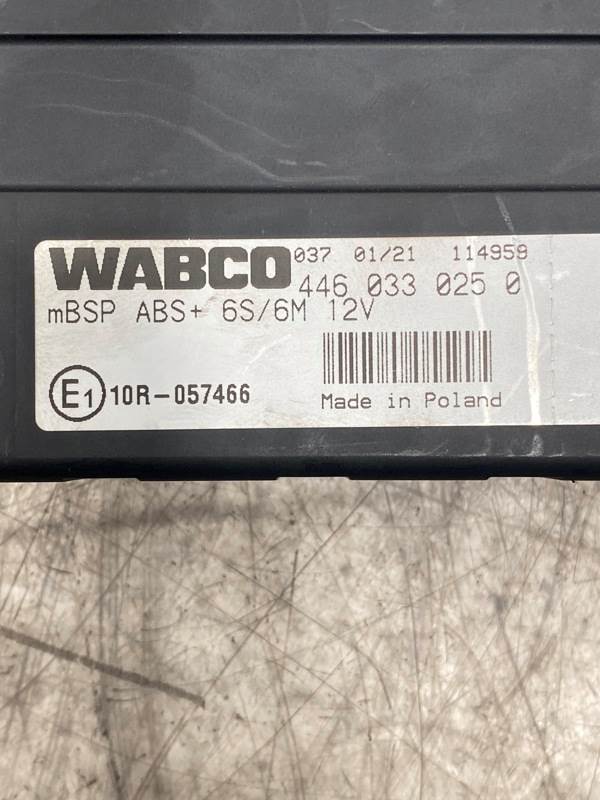 WABCO 037 01/21 114959
446 033 025 0
mBSP ABS+ 6S/6M 12V
E1 10R-057466
Made in Poland